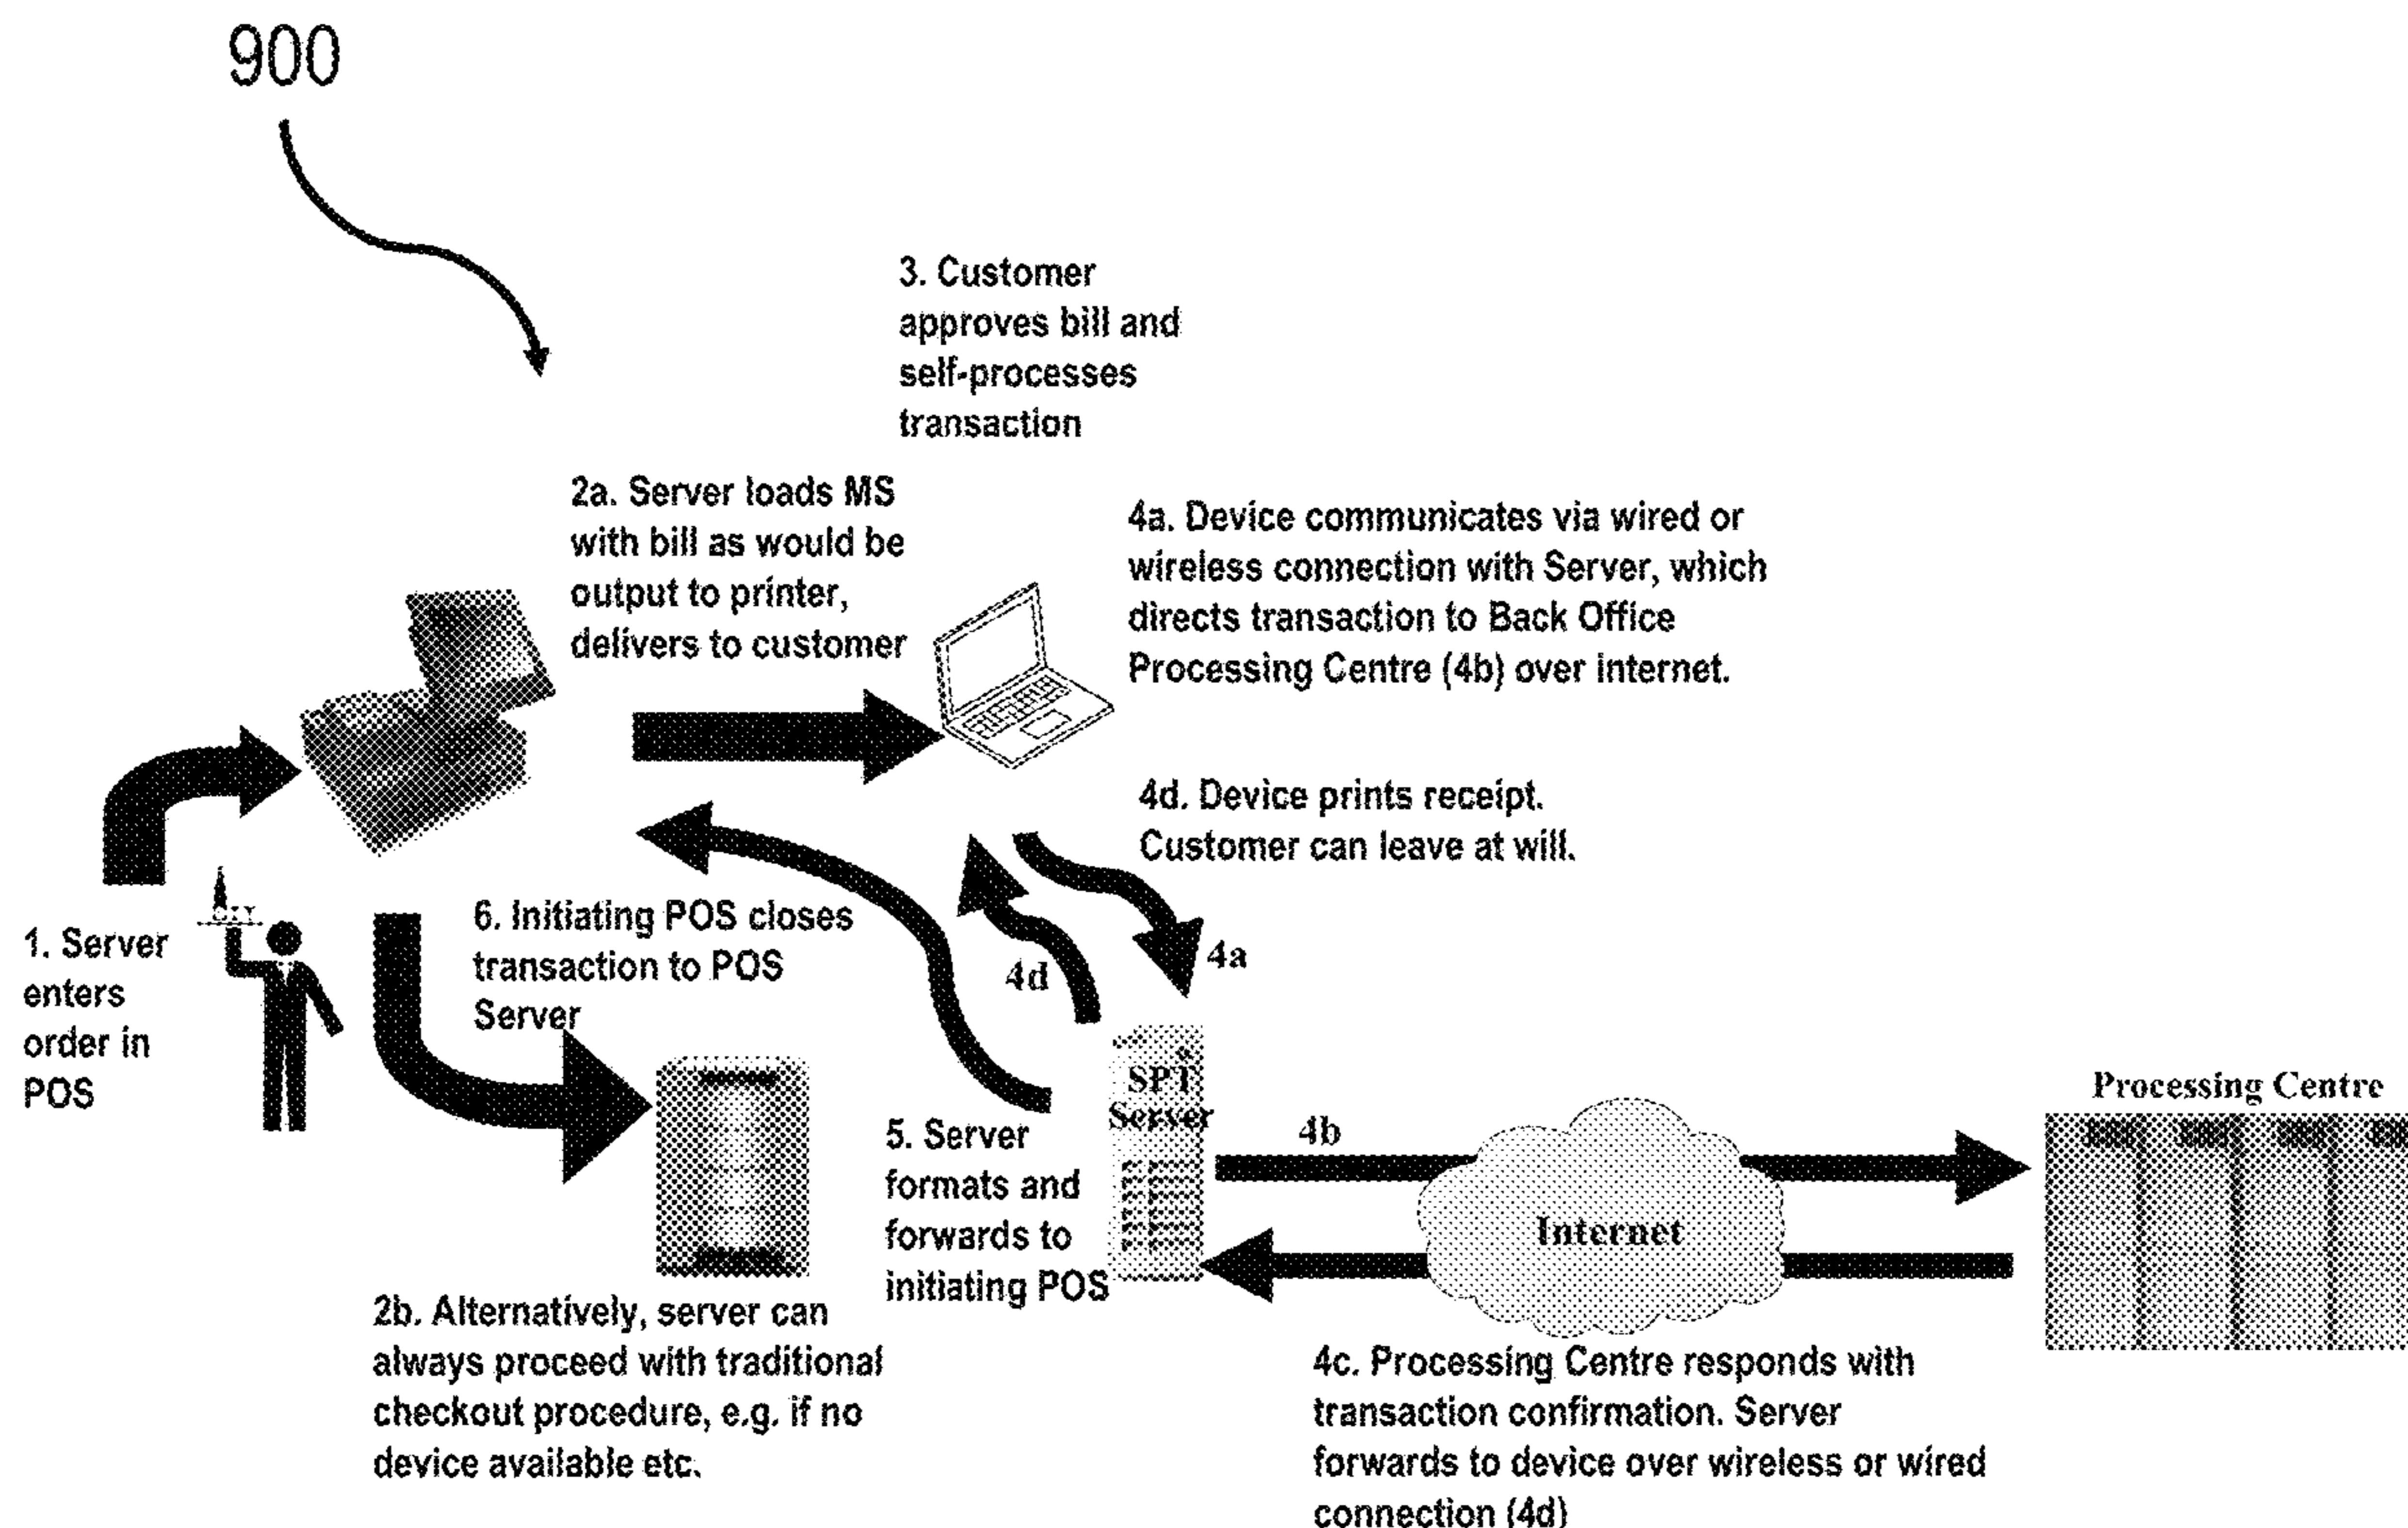 900
3. Customer
approves bill and
self-processes
transaction
2a. Server loads MS
with bill as would be
output to printer,
delivers to customer
4a. Device communicates via wired or
wireless connection with Server, which
directs transaction to Back Office
Processing Centre (4b) over internet.
4d. Device prints receipt.
Customer can leave at will.
1. Server
enters
order in
POS
6. Initiating POS closes
transaction to POS
Server
4d
4a
SPT
Server
5. Server
formats and
forwards to
initiating POS
4b
Internet
Processing Centre
2b. Alternatively, server can
always proceed with traditional
checkout procedure, e.g. if no
device available etc.
4c. Processing Centre responds with
transaction confirmation. Server
forwards to device over wireless or wired
connection (4d)